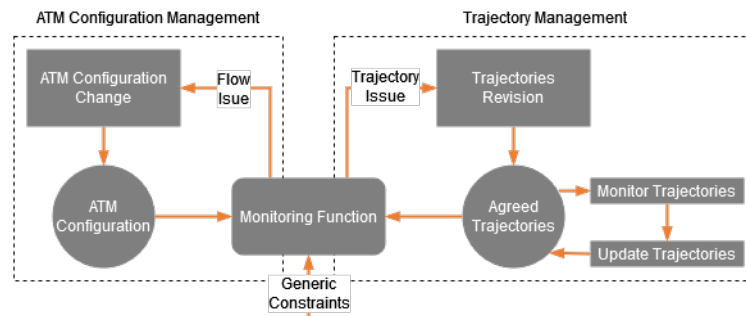 ATM Configuration Management
Trajectory Management
ATM Configuration
Change
Flow
Isue
Trajectory
Issue
Trajectories
Revision
ATM
Configuration
Monitoring Function
Agreed
Trajectories
Monitor Trajectories
Update Trajectories
Generic
Constraints